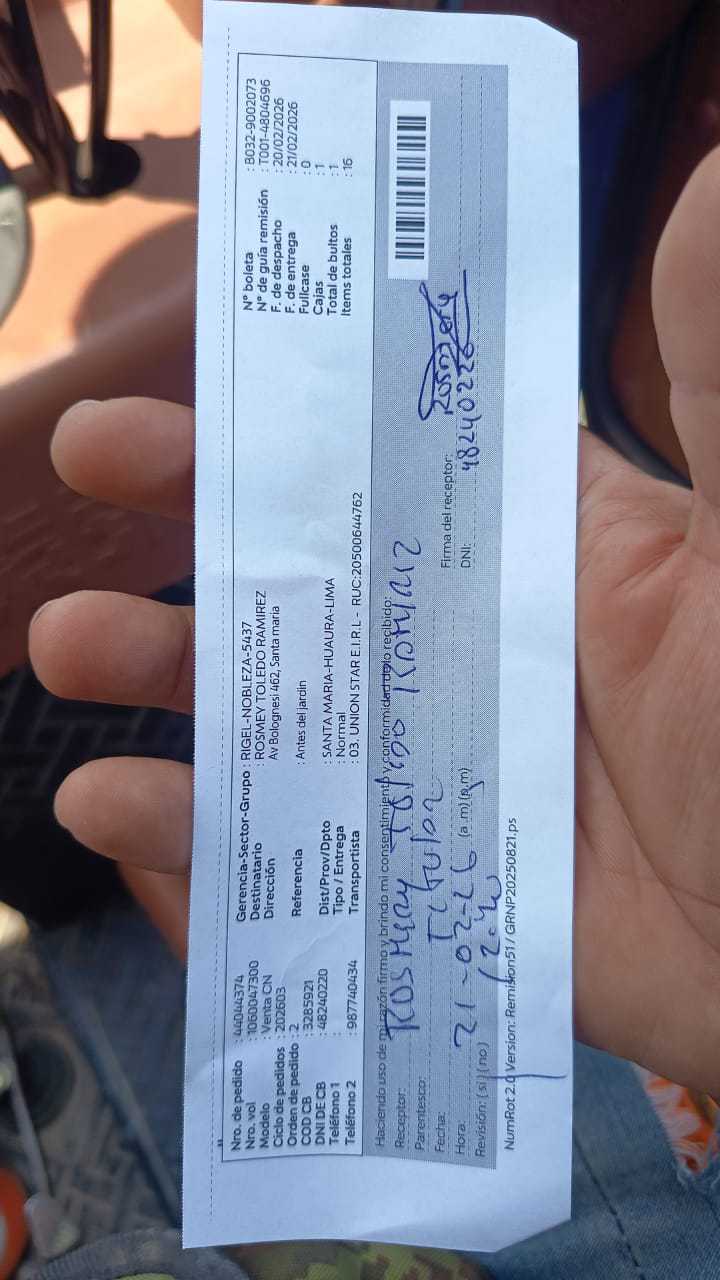 Nro. de pedido : 44044374
Nro. vol : 1060047300
Modelo : Venta CN
Ciclo de pedidos : 202603
Orden de pedido : 2
COD CB : 3285921
DNI DE CB : 48240220
Teléfono 1 :
Teléfono 2 : 987740434
Gerencia-Sector-Grupo : RIGEL-NOBLEZA-5437
Destinatario : ROSMEY TOLEDO RAMIREZ
Dirección Av Bolognesi 462, Santa maria
Referencia : Antes del jardin
Dist/Prov/Dpto : SANTA MARIA-HUAURA-LIMA
Tipo / Entrega : Normal
Transportista : 03. UNION STAR E.I.R.L - RUC:20500644762
N° boleta : B032-9002073
N° de guía remisión : T001-4804696
F. de despacho : 20/02/2026
F. de entrega : 21/02/2026
Fullcase : 0
Cajas : 1
Total de bultos : 1
Items totales : 16
Haciendo uso de mi razón firmo y brindo mi consentimiento y conformidad de lo recibido:
Receptor: Toledo Ramirez
Parentesco: Titular
Fecha: 21-02-26
Hora: 12:40 (a .m) (p,m)
Revisión: ( si ) ( no )
Firma del receptor:
DNI: 48240220
NumRot 2.0 Version: Remision51 / GRNP20250821.ps